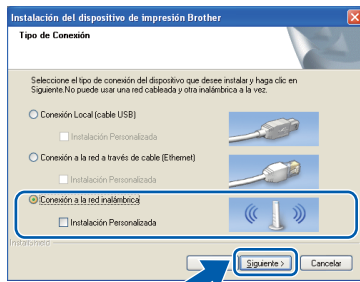 Instalación del dispositivo de impresión Brother
Tipo de Conexión
Seleccione el tipo de conexión del dispositivo que desee instalar y haga clic en
Siguiente.No puede usar una red cableada y otra inalámbrica a la vez.
Conexión Local (cable USB)
Instalación Personalizada
Conexión a la red a través de cable (Ethernet)
Instalación Personalizada
Conexión a la red inalámbrica
Instalación Personalizada
InstallShield
Siguiente > Cancelar